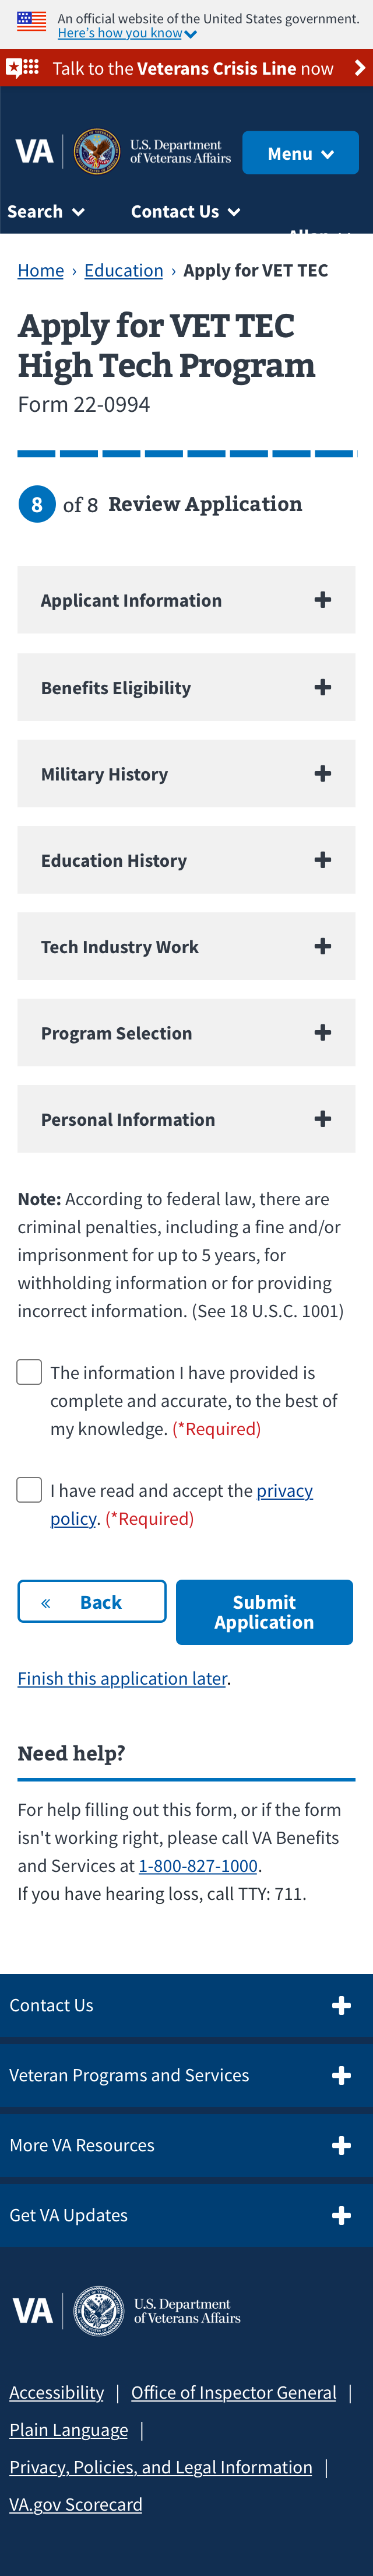 An official website of the United States government.
Here's how you know
Talk to the Veterans Crisis Line now
VA
U.S. Department
of Veterans Affairs
Menu
Search
Contact Us
Home › Education › Apply for VET TEC
Apply for VET TEC
High Tech Program
Form 22-0994
8 of 8 Review Application
Applicant Information
Benefits Eligibility
Military History
Education History
Tech Industry Work
Program Selection
Personal Information
Note: According to federal law, there are
criminal penalties, including a fine and/or
imprisonment for up to 5 years, for
withholding information or for providing
incorrect information. (See 18 U.S.C. 1001)
The information I have provided is
complete and accurate, to the best of
my knowledge. (*Required)
I have read and accept the privacy
policy. (*Required)
« Back
Submit
Application
Finish this application later.
Need help?
For help filling out this form, or if the form
isn't working right, please call VA Benefits
and Services at 1-800-827-1000.
If you have hearing loss, call TTY: 711.
Contact Us
Veteran Programs and Services
More VA Resources
Get VA Updates
VA
U.S. Department
of Veterans Affairs
Accessibility | Office of Inspector General |
Plain Language |
Privacy, Policies, and Legal Information |
VA.gov Scorecard